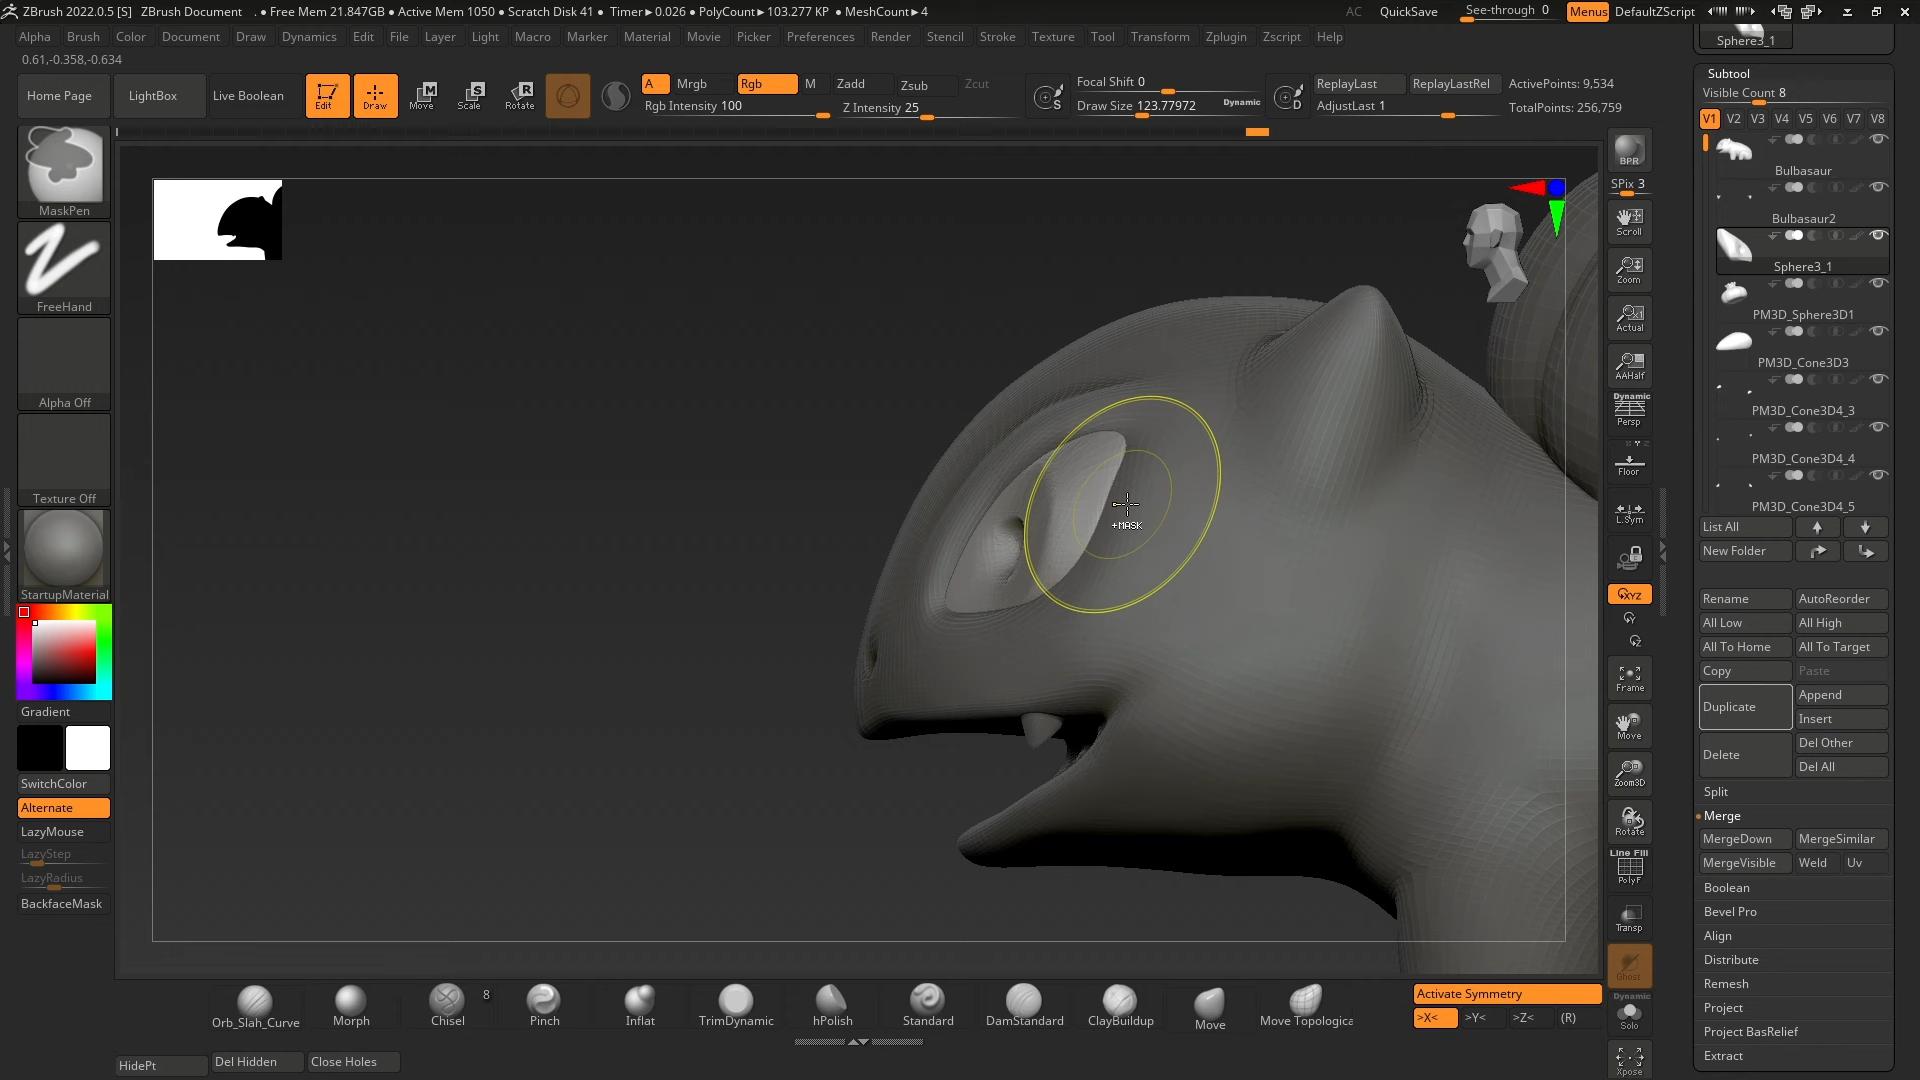 ZBrush 2022.0.5 [S] ZBrush Document . ● Free Mem 21.847GB ● Active Mem 1050 ● Scratch Disk 41 ● Timer►0.026 ● PolyCount►103.277 KP ● MeshCount►4 AC QuickSave See-through 0 Menus DefaultZScript
Alpha Brush Color Document Draw Dynamics Edit File Layer Light Macro Marker Material Movie Picker Preferences Render Stencil Stroke Texture Tool Transform Zplugin Zscript Help
Sphere3_1
0.61,-0.358,-0.634
Home Page LightBox Live Boolean Edit Draw Move Scale Rotate
A Mrgb Rgb M Zadd Zsub Zcut
Rgb Intensity 100 Z Intensity 25
Focal Shift 0
Draw Size 123.77972 Dynamic
ReplayLast ReplayLastRel
AdjustLast 1
ActivePoints: 9,534
TotalPoints: 256,759
MaskPen
FreeHand
Alpha Off
Texture Off
StartupMaterial
Gradient
SwitchColor
Alternate
LazyMouse
LazyStep
LazyRadius
BackfaceMask
+MASK
BPR
SPix 3
Scroll
Zoom
Actual
AAHalf
Dynamic
Persp
Floor
L.Sym
XYZ
Frame
Move
Zoom3D
Rotate
Line Fill
PolyF
Transp
Ghost
Dynamic
Solo
Xpose
Subtool
Visible Count 8
V1 V2 V3 V4 V5 V6 V7 V8
Bulbasaur
Bulbasaur2
Sphere3_1
PM3D_Sphere3D1
PM3D_Cone3D3
PM3D_Cone3D4_3
PM3D_Cone3D4_4
PM3D_Cone3D4_5
List All
New Folder
Rename AutoReorder
All Low All High
All To Home All To Target
Copy Paste
Duplicate Append
Insert
Delete Del Other
Del All
Split
Merge
MergeDown MergeSimilar
MergeVisible Weld Uv
Boolean
Bevel Pro
Align
Distribute
Remesh
Project
Project BasRelief
Extract
Orb_Slah_Curve Morph Chisel 8 Pinch Inflat TrimDynamic hPolish Standard DamStandard ClayBuildup Move Move Topologica
Activate Symmetry
>X< >Y< >Z< (R)
HidePt Del Hidden Close Holes